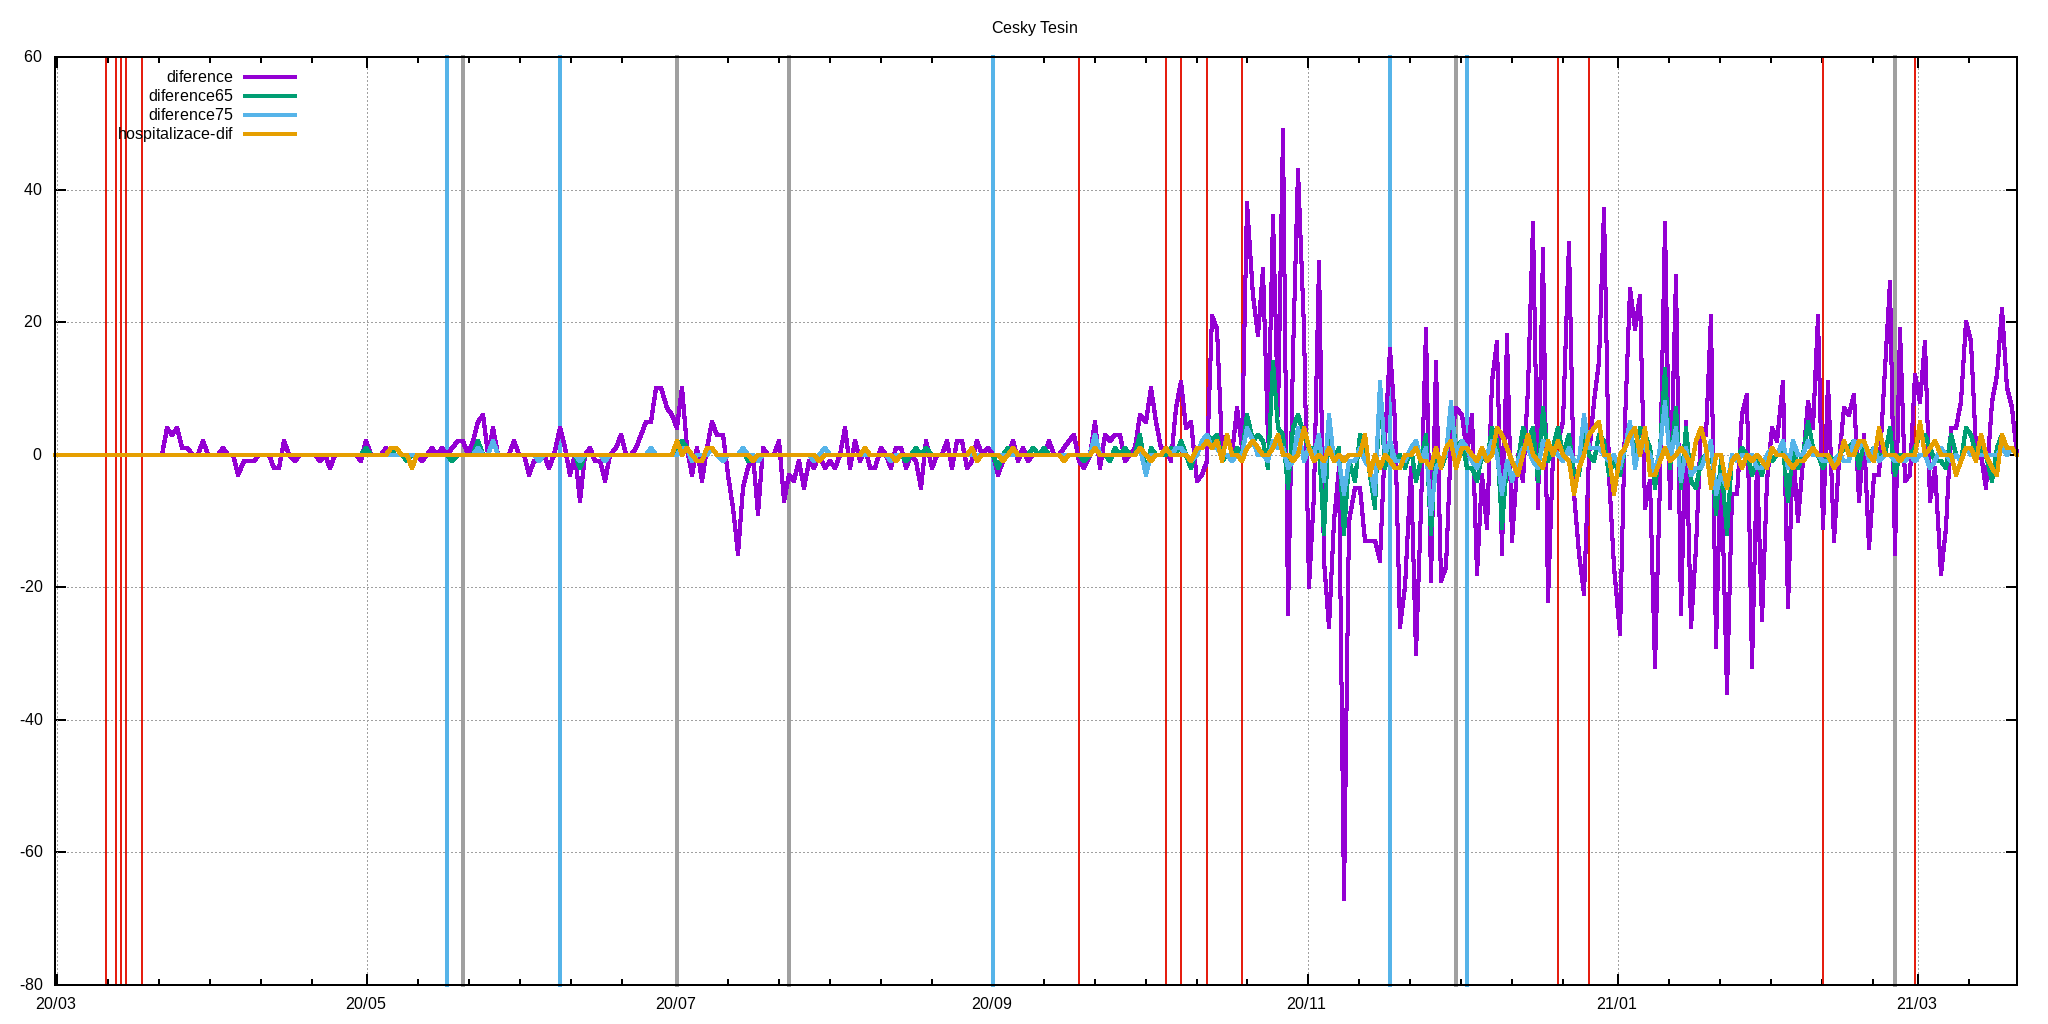 Cesky Tesin
60
diference
diference65
diference75
hospitalizace-dif
40
20
0
-20
-40
-60
-80
20/03 20/05 20/07 20/09 20/11 21/01 21/03